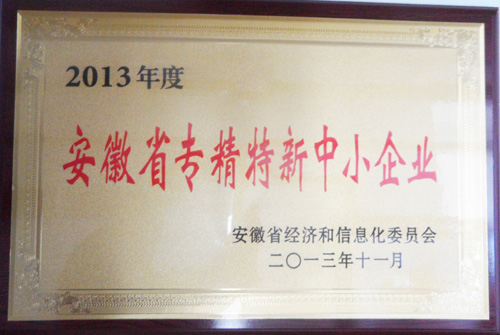 2013年度
安徽省专精特新中小企业
安徽省经济和信息化委员会
二〇一三年十一月